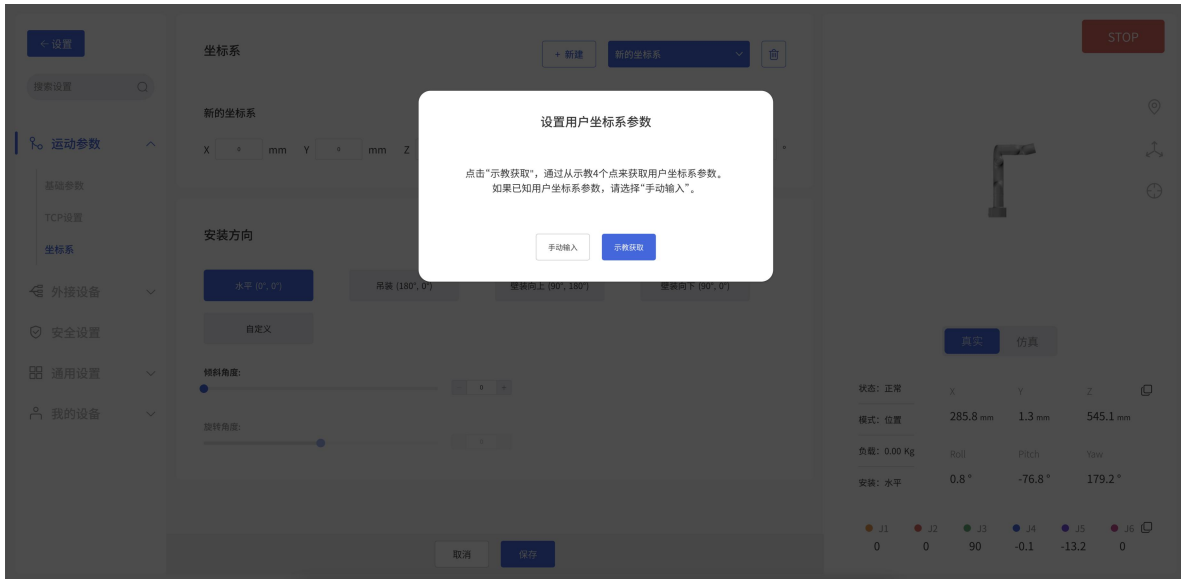 ← 设置
搜索设置
运动参数
基础参数
TCP设置
坐标系
外接设备
安全设置
通用设置
我的设备
坐标系
+ 新建
新的坐标系
新的坐标系
X 0 mm Y 0 mm Z
°
设置用户坐标系参数
点击"示教获取",通过从示教4个点来获取用户坐标系参数。
如果已知用户坐标系参数,请选择"手动输入"。
手动输入
示教获取
安装方向
水平 (0°, 0°)
吊装 (180°, 0°)
壁装向上 (90°, 180°)
壁装向下 (90°, 0°)
自定义
倾斜角度:
- 0 +
旋转角度:
取消
保存
STOP
真实
仿真
状态: 正常
模式: 位置
负载: 0.00 Kg
安装: 水平
X Y Z
285.8 mm 1.3 mm 545.1 mm
Roll Pitch Yaw
0.8 ° -76.8 ° 179.2 °
J1 J2 J3 J4 J5 J6
0 0 90 -0.1 -13.2 0